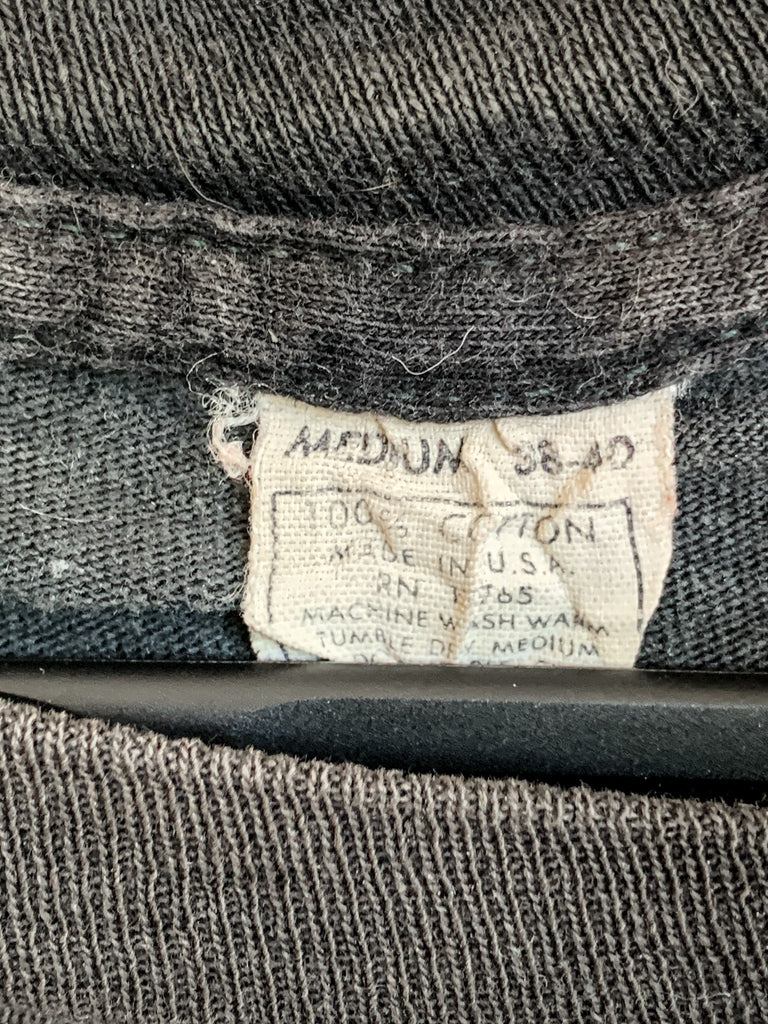 MEDIUM 38-40
100% COTTON
MADE IN U.S.A.
RN
MACHINE WASH WARM
TUMBLE DRY MEDIUM